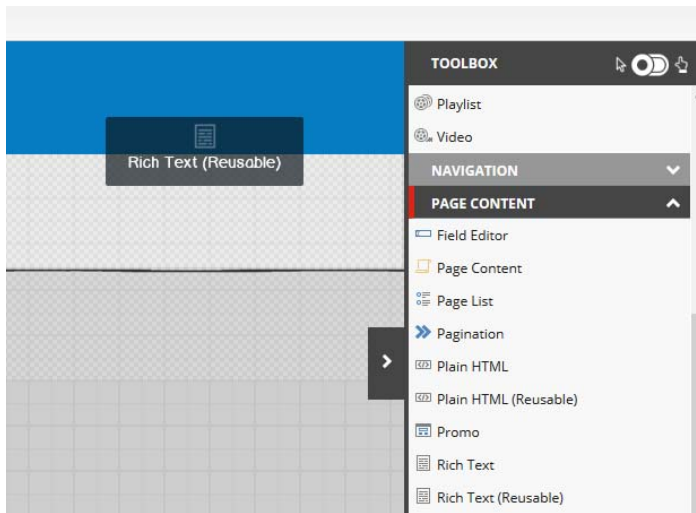 TOOLBOX
Playlist
Video
Rich Text (Reusable)
NAVIGATION
PAGE CONTENT
Field Editor
Page Content
Page List
Pagination
Plain HTML
Plain HTML (Reusable)
Promo
Rich Text
Rich Text (Reusable)